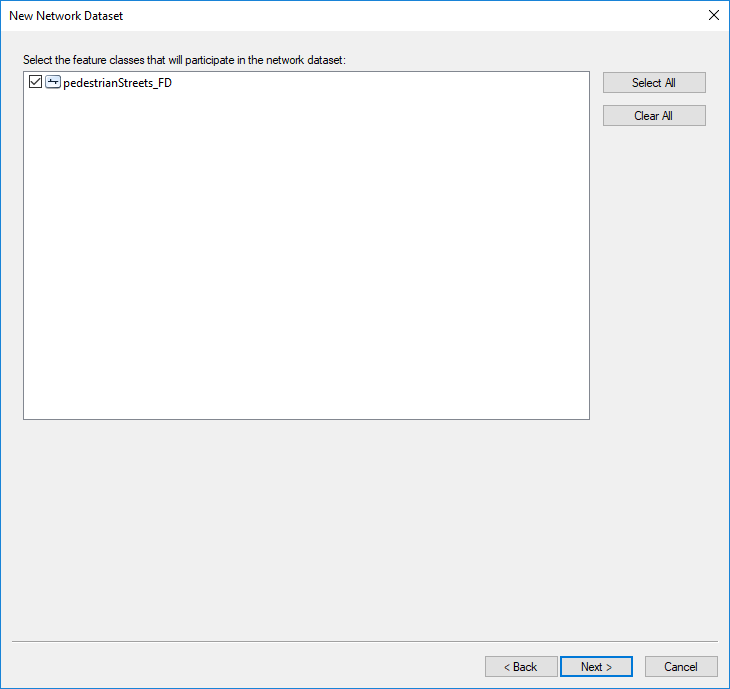 New Network Dataset
Select the feature classes that will participate in the network dataset:
pedestrianStreets_FD
Select All
Clear All
< Back
Next >
Cancel